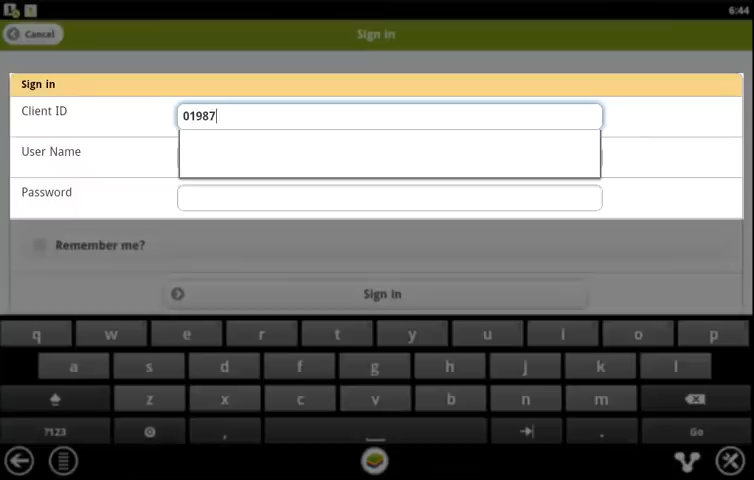 6:44
Cancel
Sign in
Sign in
Client ID
01987
User Name
Password
Remember me?
Sign In
q w e r t y u i o p
a s d f g h j k l
z x c v b n m
?123 , . Go